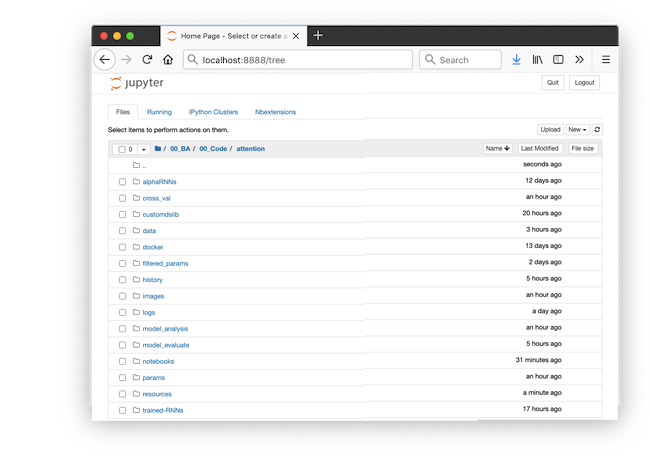 Home Page - Select or create a
localhost:8888/tree
Search
jupyter
Quit Logout
Files Running IPython Clusters Nbextensions
Select items to perform actions on them.
Upload New
0 / 00_BA / 00_Code / attention Name Last Modified File size
.. seconds ago
alphaRNNs 12 days ago
cross_val an hour ago
customdslib 20 hours ago
data 3 hours ago
docker 13 days ago
filtered_params 2 days ago
history 5 hours ago
images an hour ago
logs a day ago
model_analysis an hour ago
model_evaluate 5 hours ago
notebooks 31 minutes ago
params an hour ago
resources a minute ago
trained-RNNs 17 hours ago